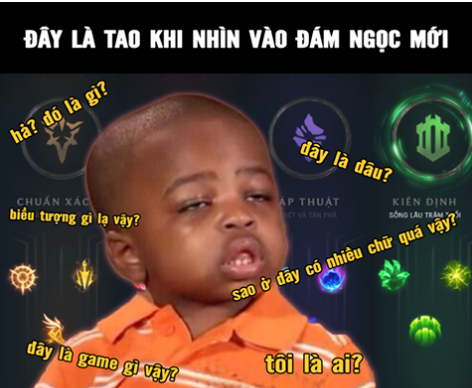 ĐÂY LÀ TAO KHI NHÌN VÀO ĐÁM NGỌC MỚI
hả? đó là gì?
đây là đâu?
CHUẨN XÁC
ÁP THUẬT
KIÊN ĐỊNH
SỐNG LÂU TRĂM
biểu tượng gì lạ vậy?
sao ở đây có nhiều chữ quá vậy?
đây là game gì vậy?
tôi là ai?